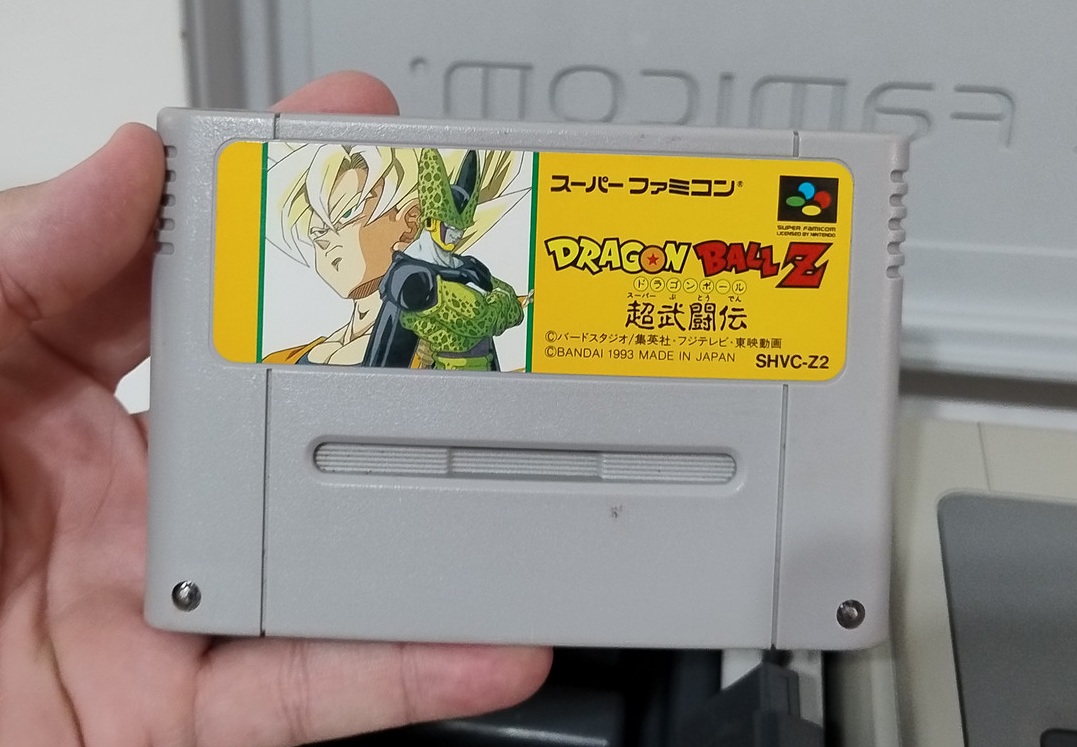 FAMICOM
スーパーファミコン®
SUPER FAMICOM
LICENSED BY NINTENDO
DRAGON BALL Z
ドラゴンボール
スーパー ぶ とう でん
超武闘伝
©バードスタジオ/集英社・フジテレビ・東映動画
©BANDAI 1993 MADE IN JAPAN
SHVC-Z2